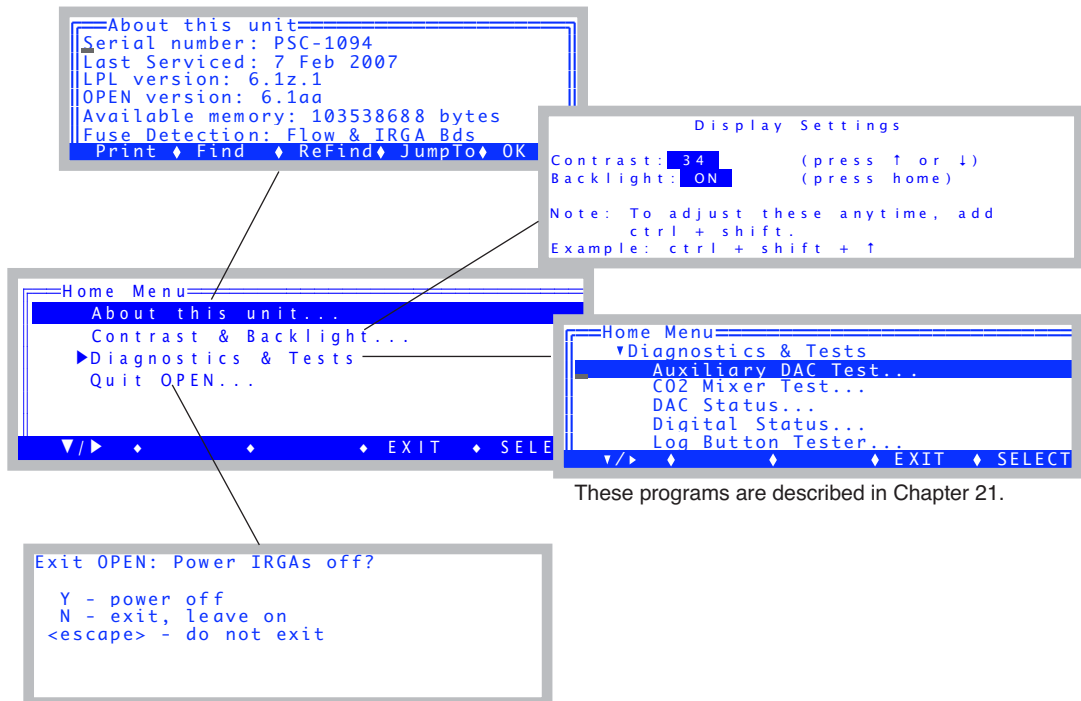 About this unit
Serial number: PSC-1094
Last Serviced: 7 Feb 2007
LPL version: 6.1z.1
OPEN version: 6.1aa
Available memory: 103538688 bytes
Fuse Detection: Flow & IRGA Bds
Print ♦ Find ♦ ReFind♦ JumpTo♦ OK
Display Settings
Contrast: 34 (press ↑ or ↓)
Backlight: ON (press home)
Note: To adjust these anytime, add
ctrl + shift.
Example: ctrl + shift + ↑
Home Menu
About this unit...
Contrast & Backlight...
▶Diagnostics & Tests
Quit OPEN...
▼/▶ ♦ ♦ ♦ EXIT ♦ SELE
Home Menu
▼Diagnostics & Tests
Auxiliary DAC Test...
CO2 Mixer Test...
DAC Status...
Digital Status...
Log Button Tester...
▼/▶ ♦ ♦ ♦ EXIT ♦ SELECT
These programs are described in Chapter 21.
Exit OPEN: Power IRGAs off?
Y - power off
N - exit, leave on
<escape> - do not exit